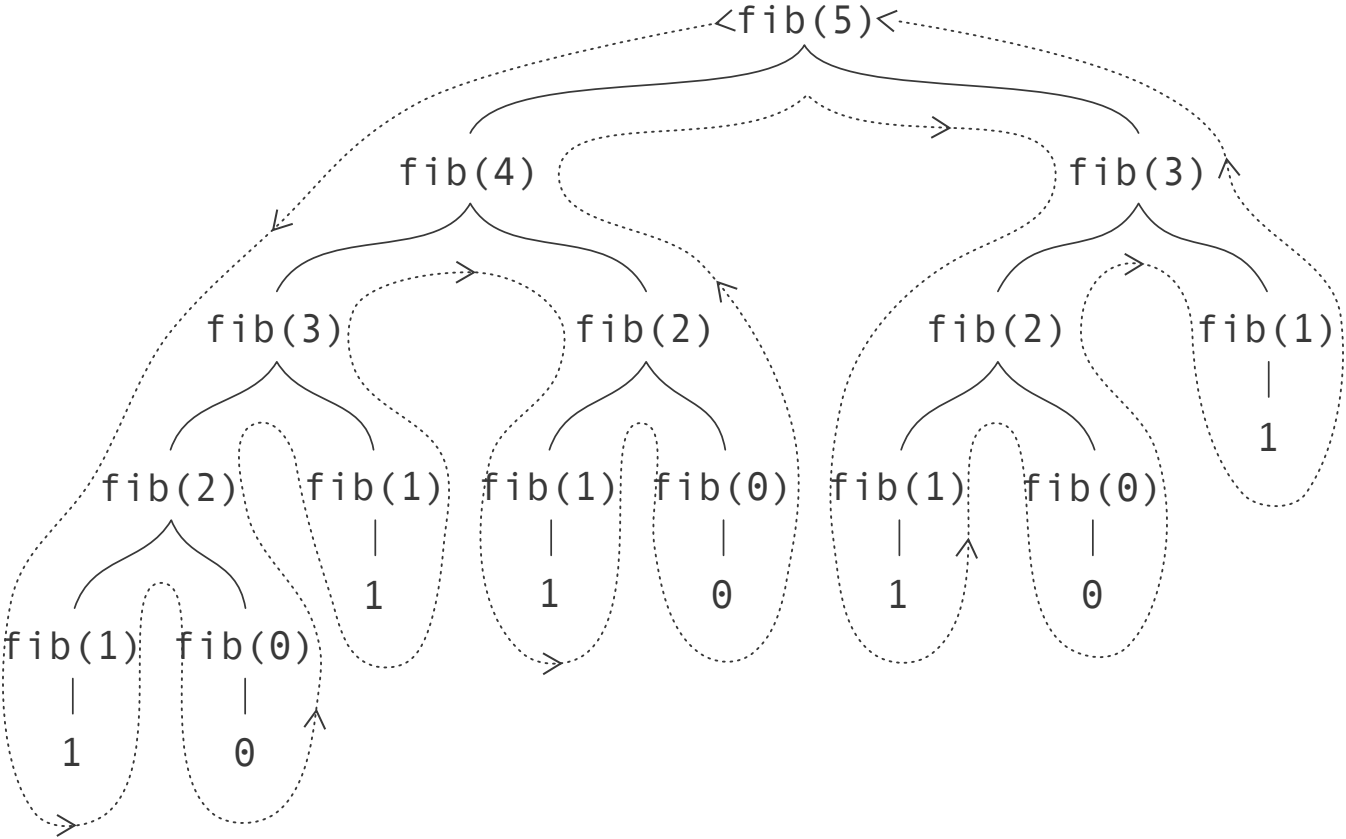 fib(5)
fib(4) fib(3)
fib(3) fib(2) fib(2) fib(1)
1
fib(2) fib(1) fib(1) fib(0) fib(1) fib(0)
1 1 0 1 0
fib(1) fib(0)
1 0